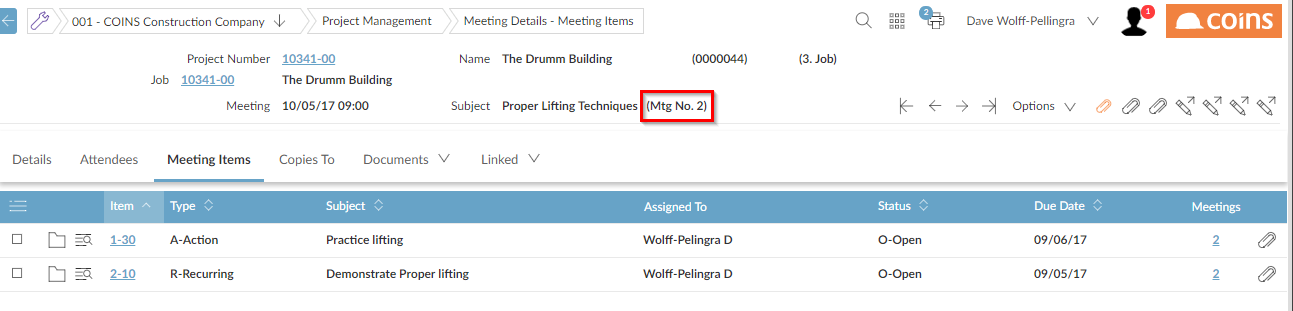 001 - COINS Construction Company Project Management Meeting Details - Meeting Items 2 Dave Wolff-Pellingra 1 coins
Project Number 10341-00 Name The Drumm Building (0000044) (3. Job)
Job 10341-00 The Drumm Building
Meeting 10/05/17 09:00 Subject Proper Lifting Techniques (Mtg No. 2) Options
Details Attendees Meeting Items Copies To Documents Linked
Item Type Subject Assigned To Status Due Date Meetings
1-30 A-Action Practice lifting Wolff-Pelingra D O-Open 09/06/17 2
2-10 R-Recurring Demonstrate Proper lifting Wolff-Pelingra D O-Open 09/05/17 2